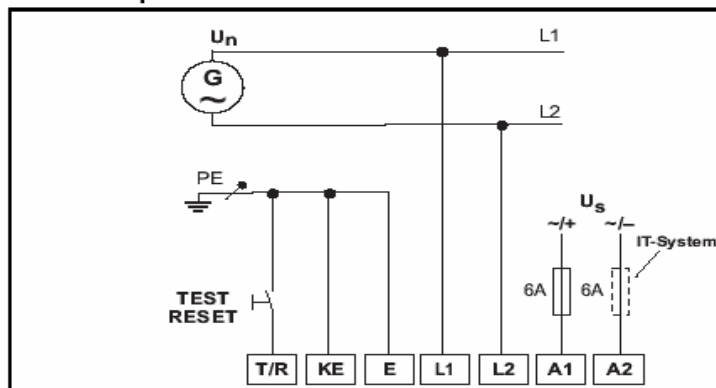 Un
L1
G
~
L2
PE
Us
~/+ ~/–
IT-System
6A 6A
TEST
RESET
T/R KE E L1 L2 A1 A2